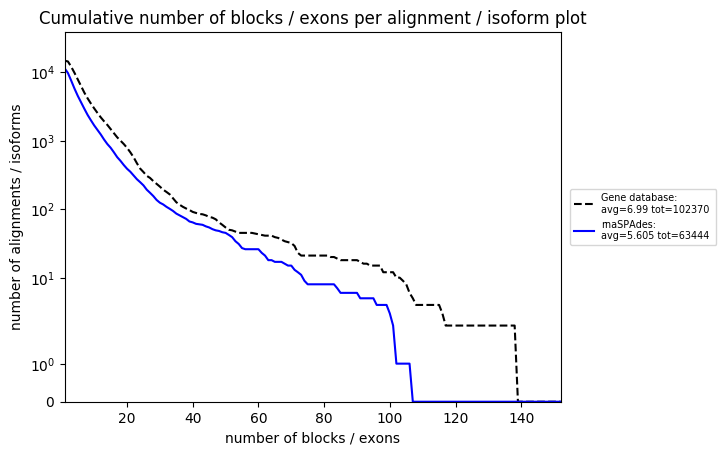 Cumulative number of blocks / exons per alignment / isoform plot
number of alignments / isoforms
10^4
10^3
10^2
10^1
10^0
0
20
40
60
80
100
120
140
number of blocks / exons
Gene database:
avg=6.99 tot=102370
rnaSPAdes:
avg=5.605 tot=63444